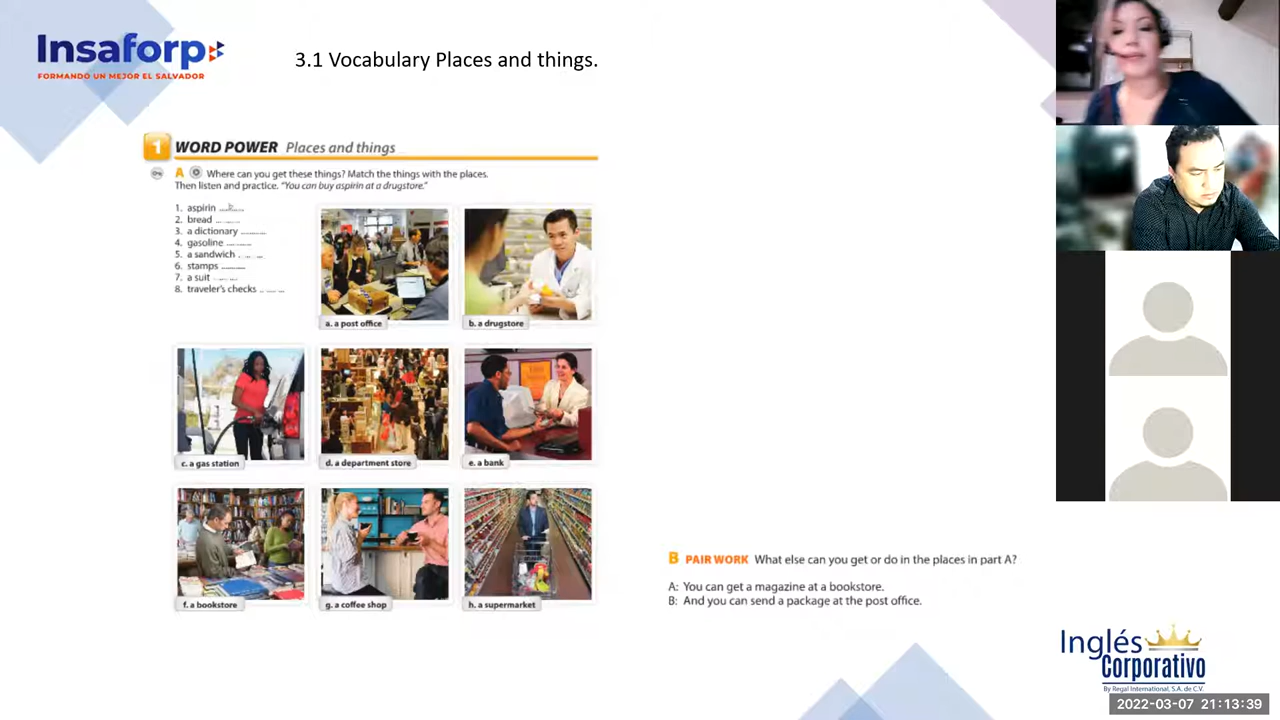 Insaforp
FORMANDO UN MEJOR EL SALVADOR
3.1 Vocabulary Places and things.
1 WORD POWER Places and things
A Where can you get these things? Match the things with the places.
Then listen and practice. "You can buy aspirin at a drugstore."
1. aspirin
2. bread
3. a dictionary
4. gasoline
5. a sandwich
6. stamps
7. a suit
8. traveler's checks
a. a post office
b. a drugstore
c. a gas station
d. a department store
e. a bank
f. a bookstore
g. a coffee shop
h. a supermarket
B PAIR WORK What else can you get or do in the places in part A?
A: You can get a magazine at a bookstore.
B: And you can send a package at the post office.
Inglés
Corporativo
By Regal International, S.A. de C.V.
2022-03-07 21:13:39